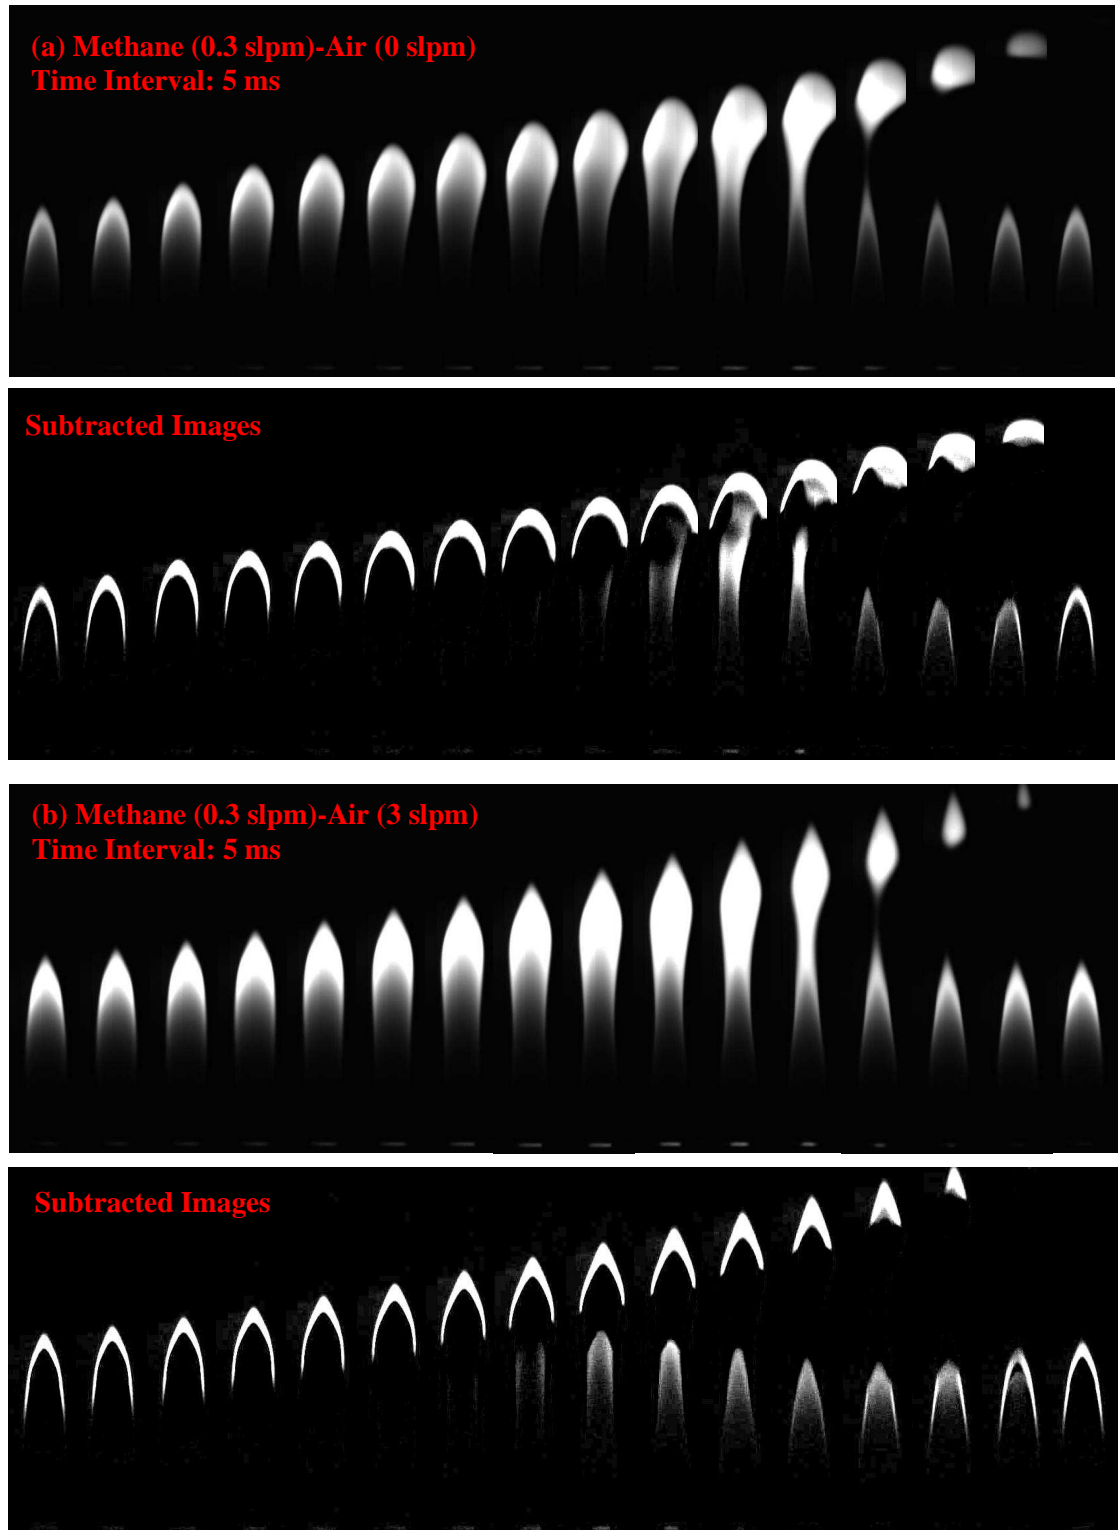 (a) Methane (0.3 slpm)-Air (0 slpm)
Time Interval: 5 ms
Subtracted Images
(b) Methane (0.3 slpm)-Air (3 slpm)
Time Interval: 5 ms
Subtracted Images